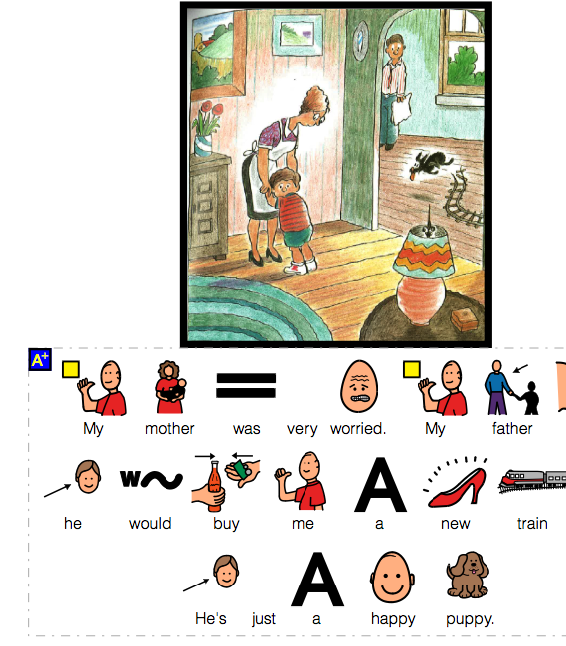 A+
My mother was very worried. My father
he would buy me a new train
He's just a happy puppy.